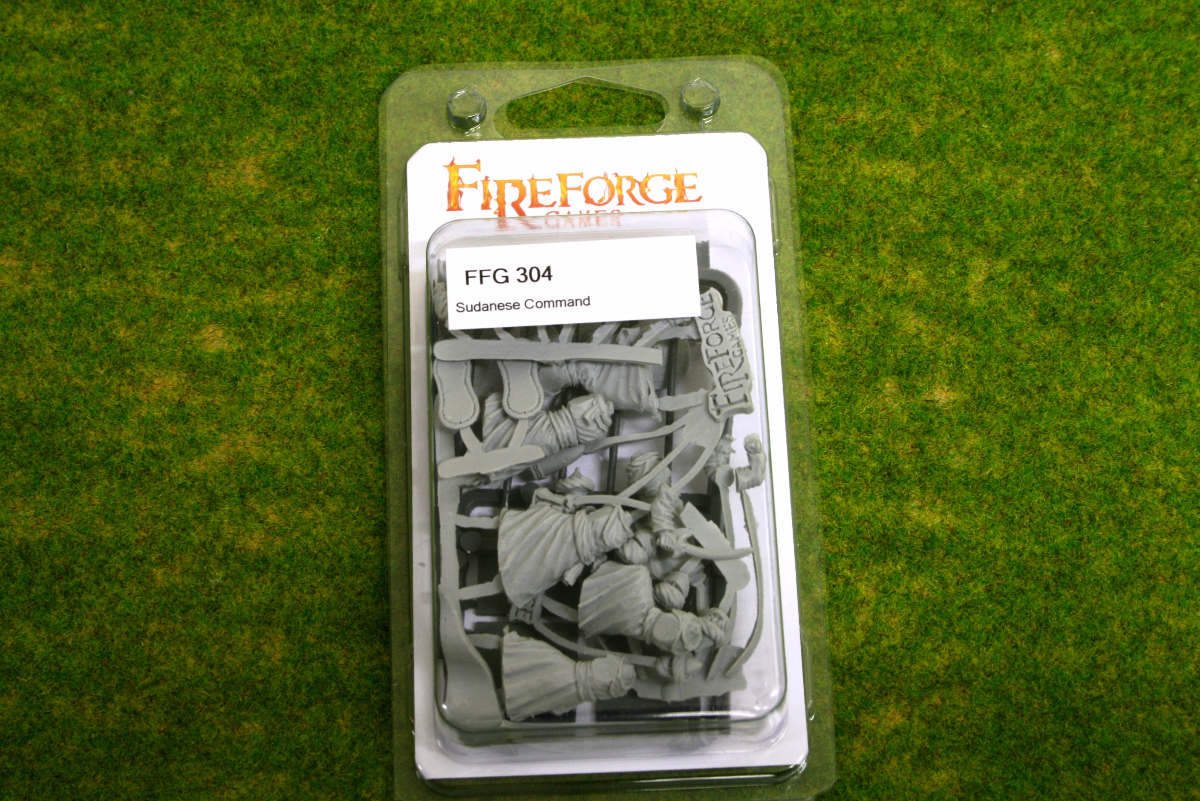 FIREFORGE
GAMES
FFG 304
Sudanese Command
FIREFORGE
GAMES